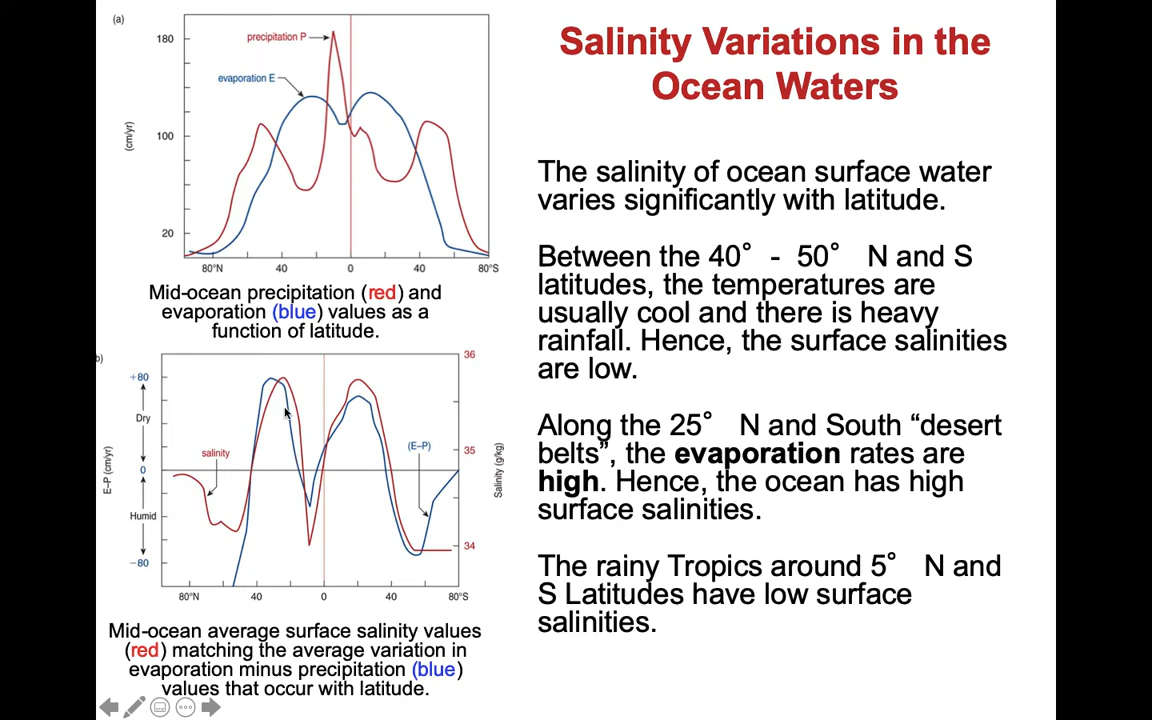 (a)
180
100
20
(cm/yr)
precipitation P
evaporation E
80°N
40
0
40
80°S
Mid-ocean precipitation (red) and
evaporation (blue) values as a
function of latitude.
b)
+80
Dry
0
Humid
−80
E–P (cm/yr)
salinity
(E–P)
36
35
34
Salinity (g/kg)
80°N
40
0
40
80°S
Mid-ocean average surface salinity values
(red) matching the average variation in
evaporation minus precipitation (blue)
values that occur with latitude.
Salinity Variations in the
Ocean Waters
The salinity of ocean surface water
varies significantly with latitude.
Between the 40° - 50° N and S
latitudes, the temperatures are
usually cool and there is heavy
rainfall. Hence, the surface salinities
are low.
Along the 25° N and South “desert
belts”, the evaporation rates are
high. Hence, the ocean has high
surface salinities.
The rainy Tropics around 5° N and
S Latitudes have low surface
salinities.